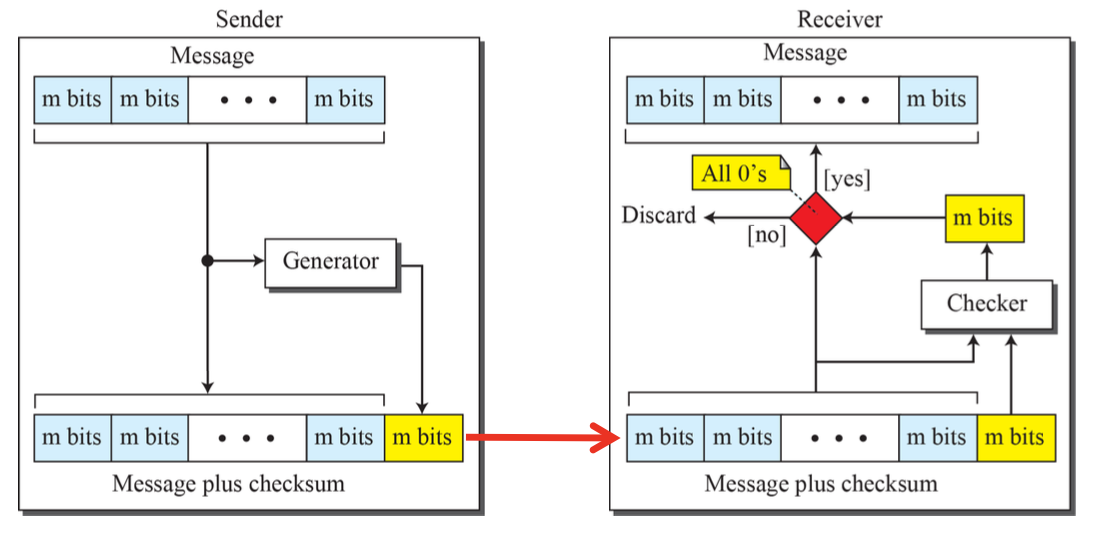 Sender
Message
m bits m bits • • • m bits
Generator
m bits m bits • • • m bits m bits
Message plus checksum
Receiver
Message
m bits m bits • • • m bits
All 0’s
[yes]
Discard
[no]
m bits
Checker
m bits m bits • • • m bits m bits
Message plus checksum